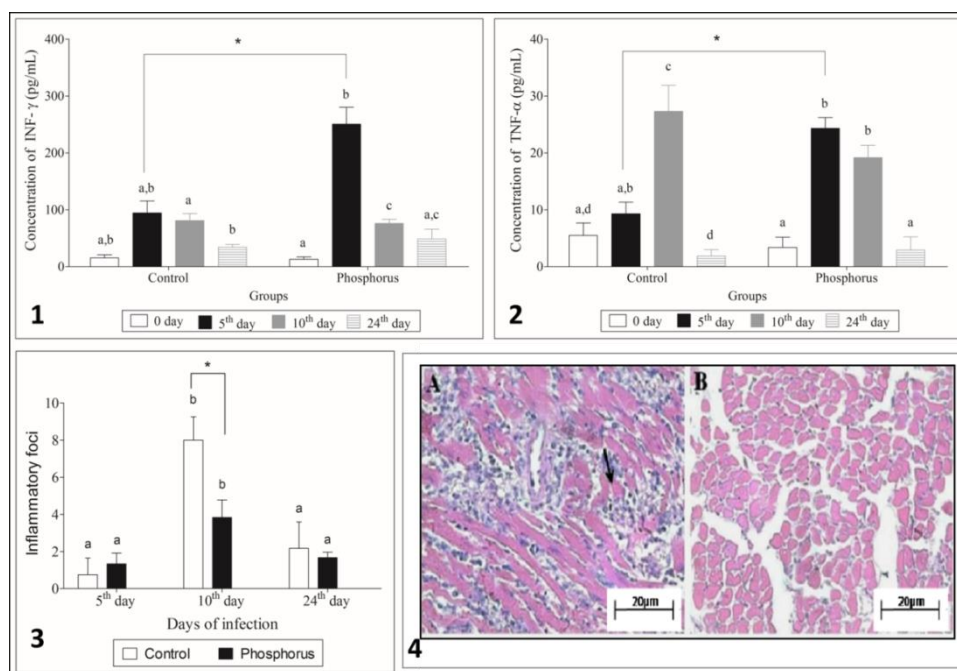 Concentration of INF- γ (pg/mL)
400
300
200
100
0
*
a,b
a,b
a
b
a
b
c
a,c
Control
Phosphorus
Groups
0 day
5th day
10th day
24th day
1
Concentration of TNF-α (pg/mL)
40
30
20
10
0
*
a,d
a,b
c
d
a
b
b
a
Control
Phosphorus
Groups
0 day
5th day
10th day
24th day
2
Inflammatory foci
10
8
6
4
2
0
*
a
a
b
b
a
a
5th day
10th day
24th day
Days of infection
Control
Phosphorus
3
A
20μm
B
20μm
4